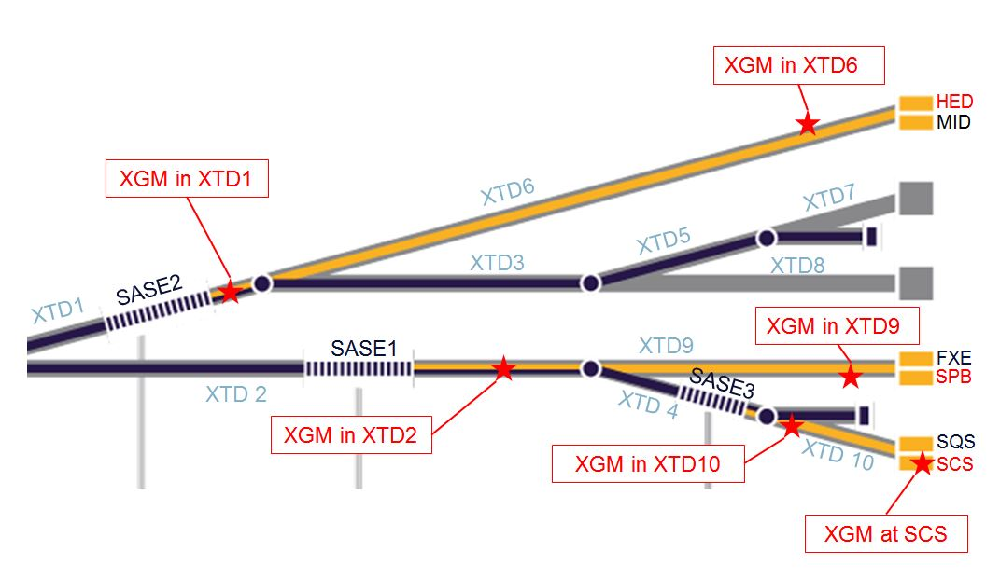 XGM in XTD6
HED
MID
XGM in XTD1
XTD6
XTD7
XTD5
XTD3
XTD8
SASE2
XTD1
XGM in XTD9
SASE1
XTD9
FXE
SPB
XTD 2
SASE3
XTD 4
XGM in XTD2
SQS
XTD 10
SCS
XGM in XTD10
XGM at SCS